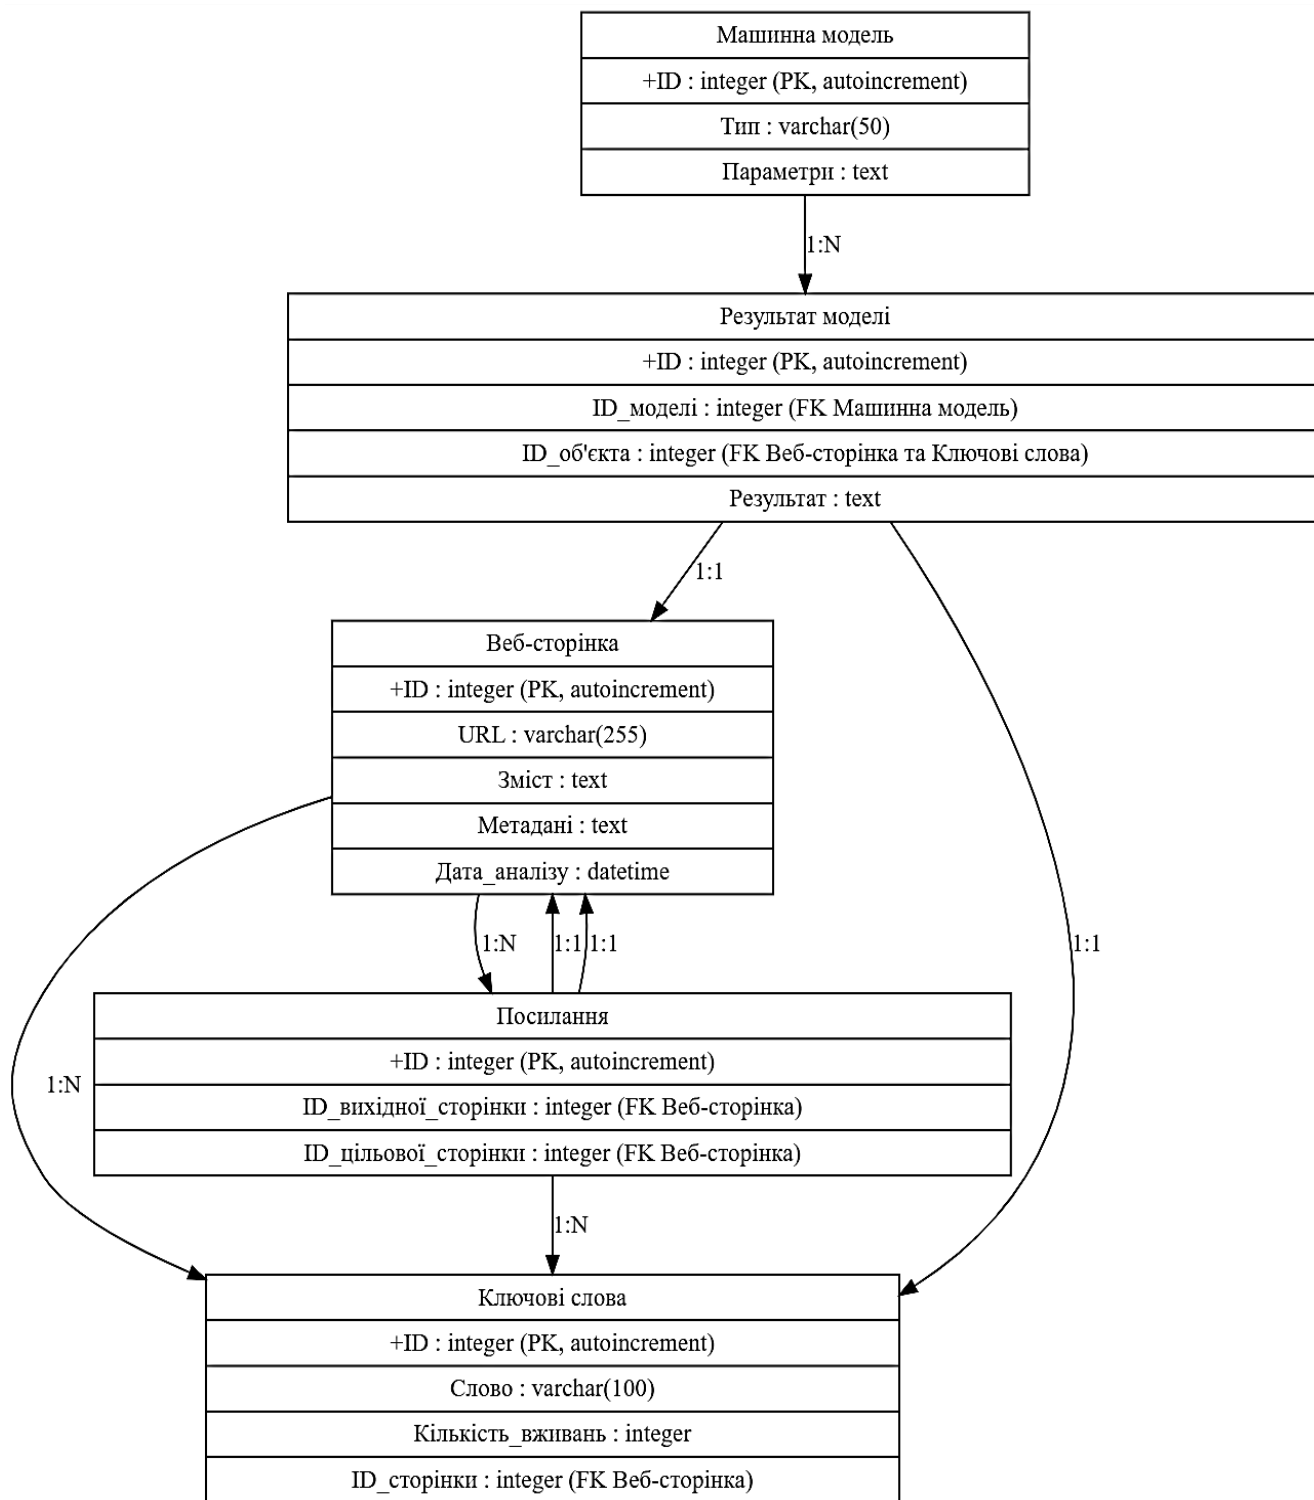 Машинна модель
+ID : integer (PK, autoincrement)
Тип : varchar(50)
Параметри : text
1:N
Результат моделі
+ID : integer (PK, autoincrement)
ID_моделі : integer (FK Машинна модель)
ID_об'єкта : integer (FK Веб-сторінка та Ключові слова)
Результат : text
1:1
Веб-сторінка
+ID : integer (PK, autoincrement)
URL : varchar(255)
Зміст : text
Метадані : text
Дата_аналізу : datetime
1:N
1:1
1:1
1:1
Посилання
+ID : integer (PK, autoincrement)
1:N
ID_вихідної_сторінки : integer (FK Веб-сторінка)
ID_цільової_сторінки : integer (FK Веб-сторінка)
1:N
Ключові слова
+ID : integer (PK, autoincrement)
Слово : varchar(100)
Кількість_вживань : integer
ID_сторінки : integer (FK Веб-сторінка)